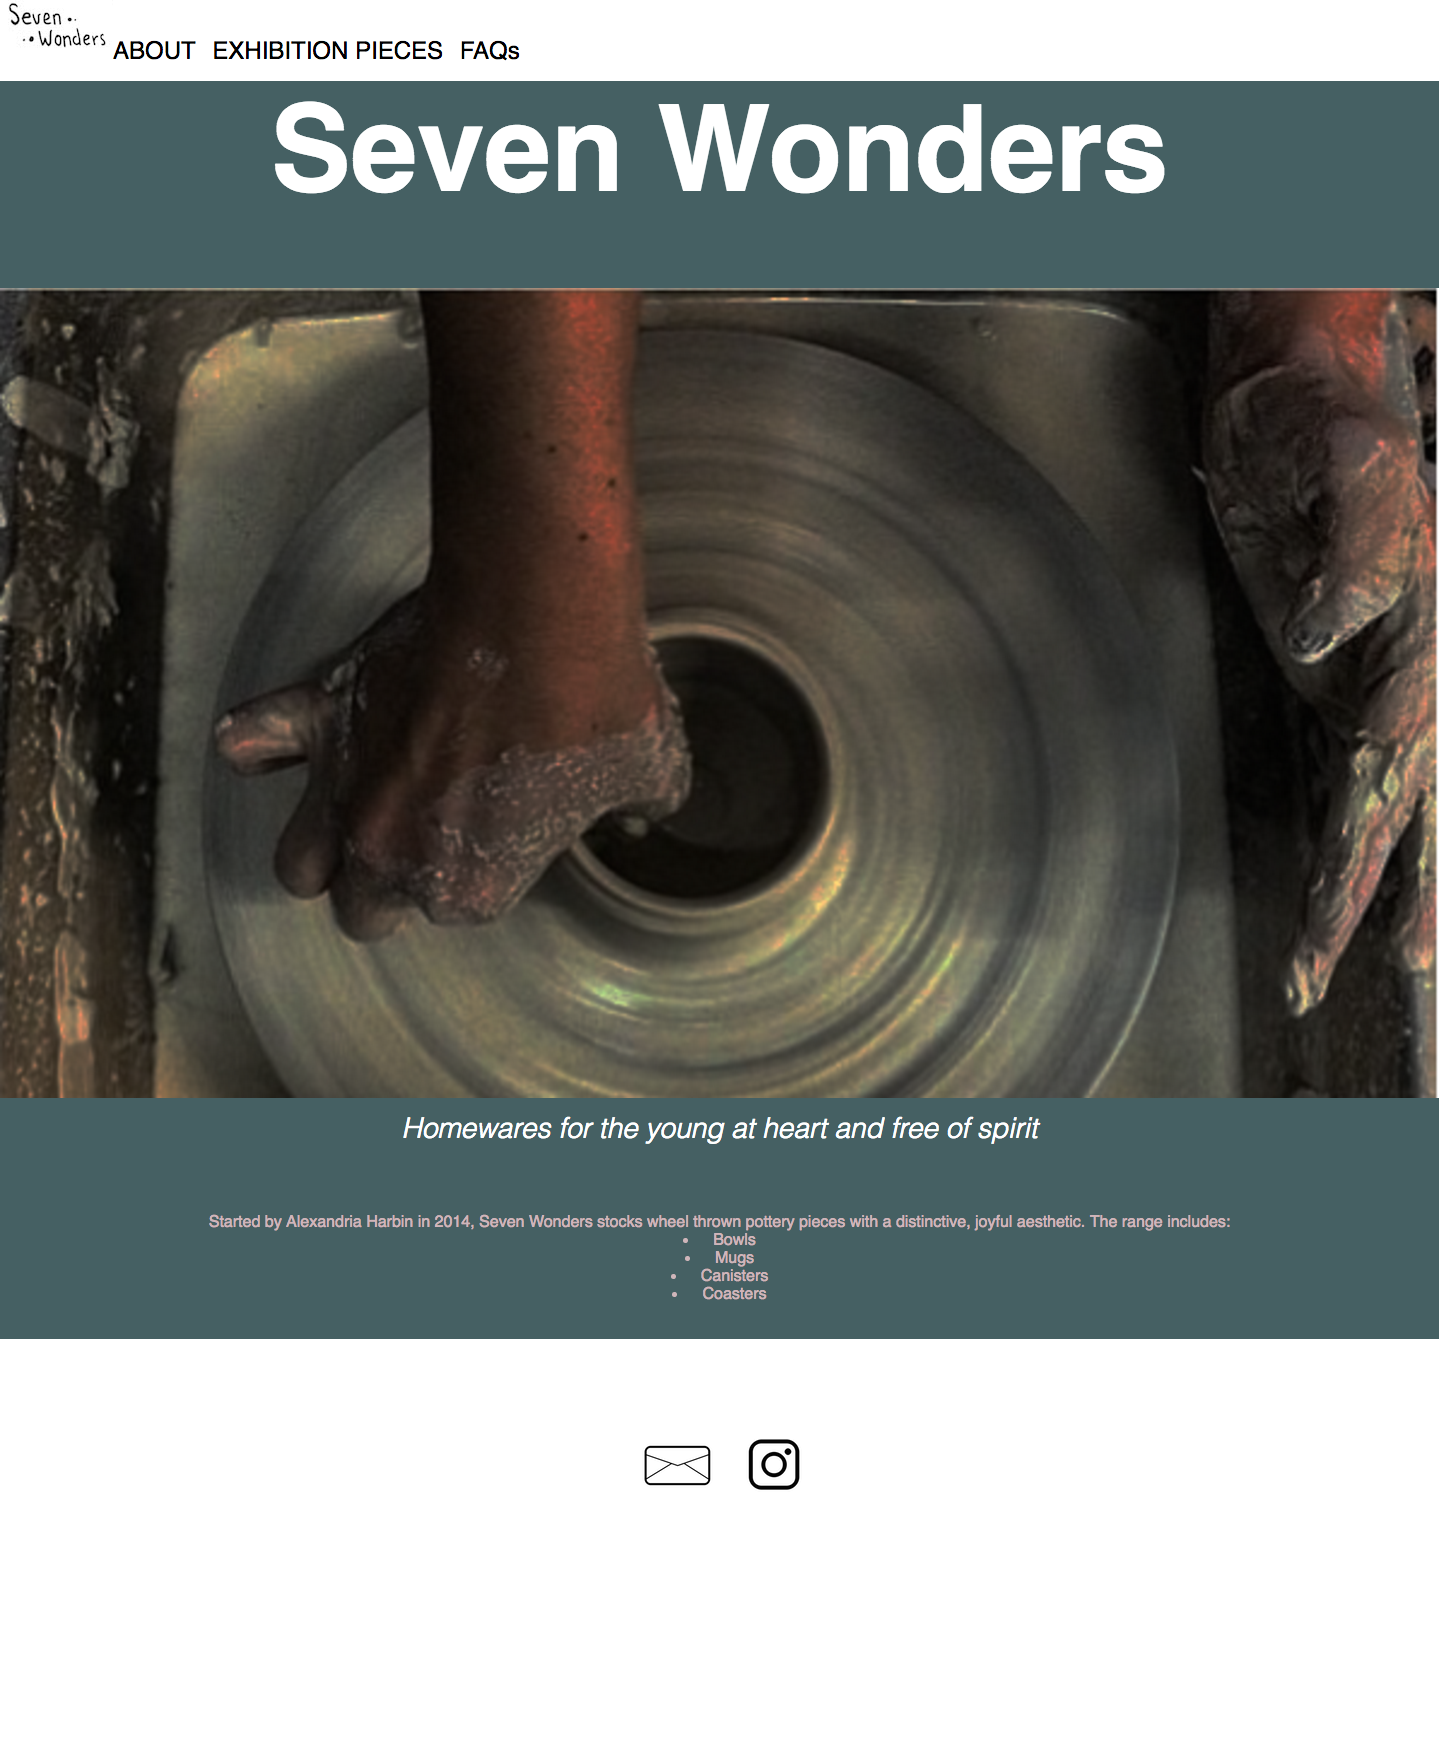 Seven
Wonders
ABOUT EXHIBITION PIECES FAQs
Seven Wonders
Homewares for the young at heart and free of spirit
Started by Alexandria Harbin in 2014, Seven Wonders stocks wheel thrown pottery pieces with a distinctive, joyful aesthetic. The range includes:
• Bowls
• Mugs
• Canisters
• Coasters